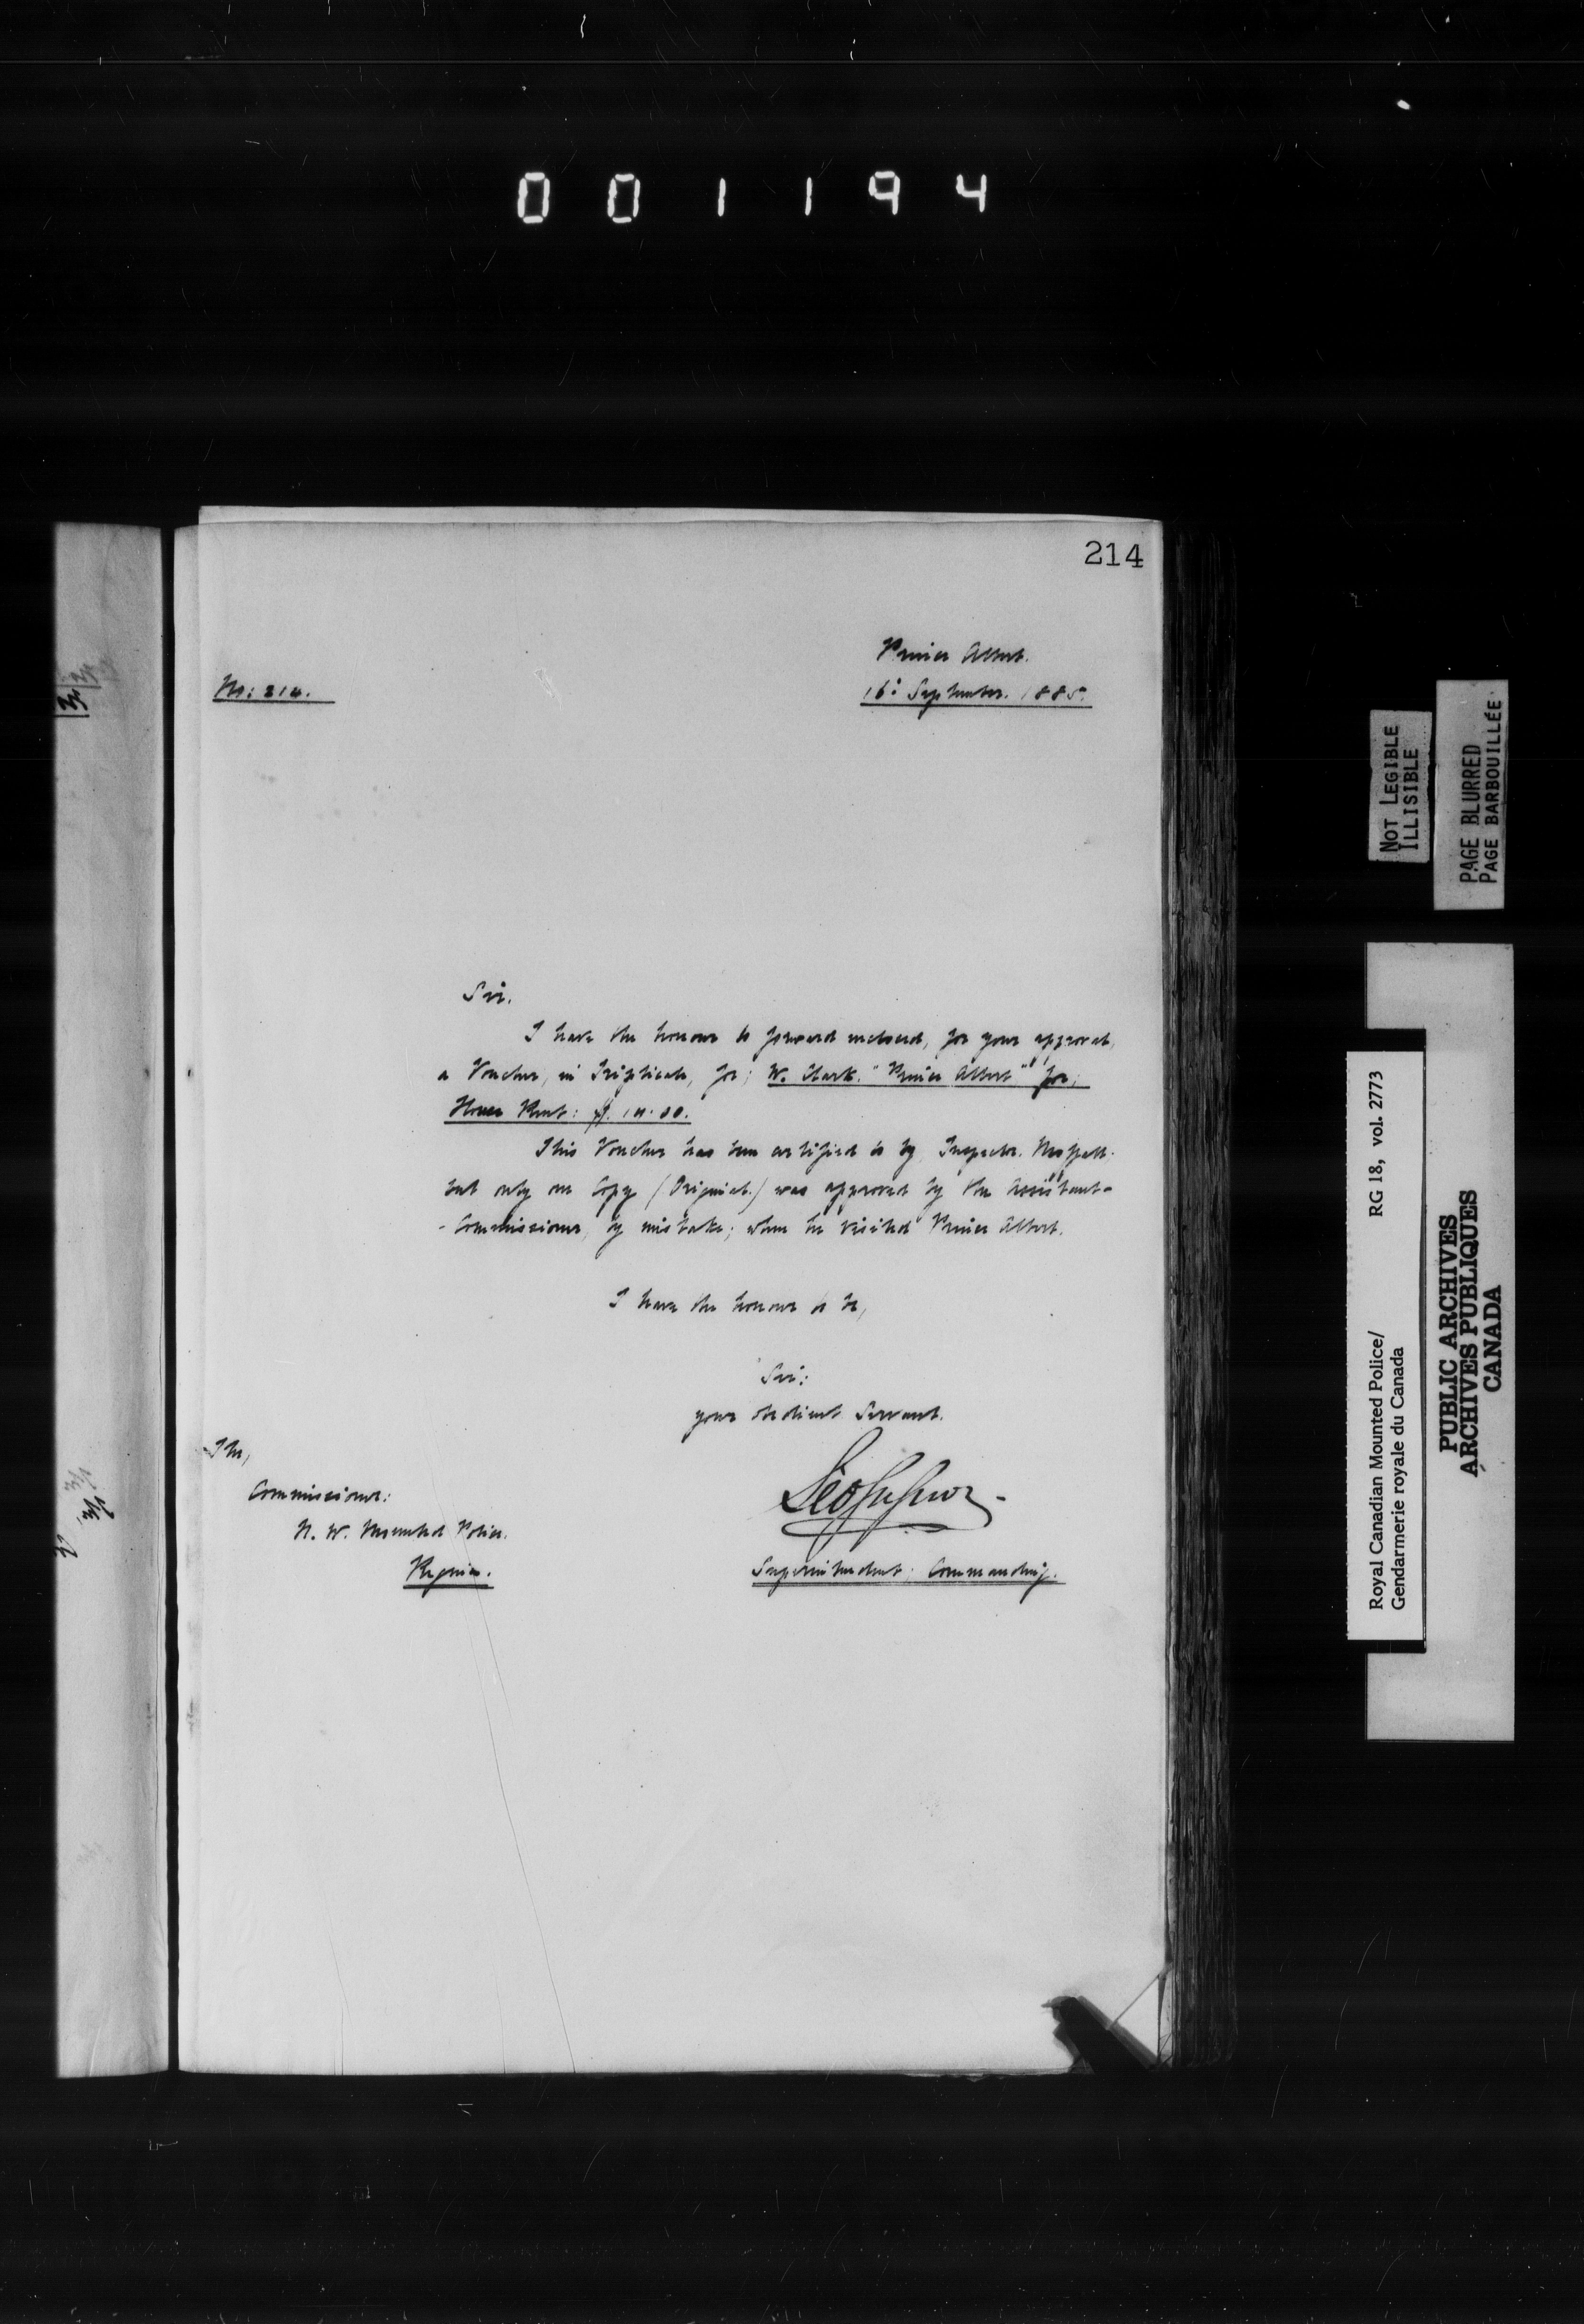 001194
214
Prince Albert.
No: 214.
16: September. 1885.
Sir.
I have the honour to forward enclosed, for your approval,
a Voucher, in Triplicate, for; W. "Prince Albert" for;
House Rent: $.
This Voucher has been certified to by Inspector.
but only one Copy (Original.) was approved by the Assistant-
-Commissioner, by mistake; when he visited Prince Albert.
I have the honour to be,
Sir:
your obedient Servant.
The,
Commissioner:
N. W. Mounted Police.
Regina.
Superintendent; Commanding.
NOT LEGIBLE
ILLISIBLE
PAGE BLURRED
PAGE BARBOUILLÉE
Royal Canadian Mounted Police/
Gendarmerie royale du Canada
RG 18, vol. 2773
PUBLIC ARCHIVES
ARCHIVES PUBLIQUES
CANADA